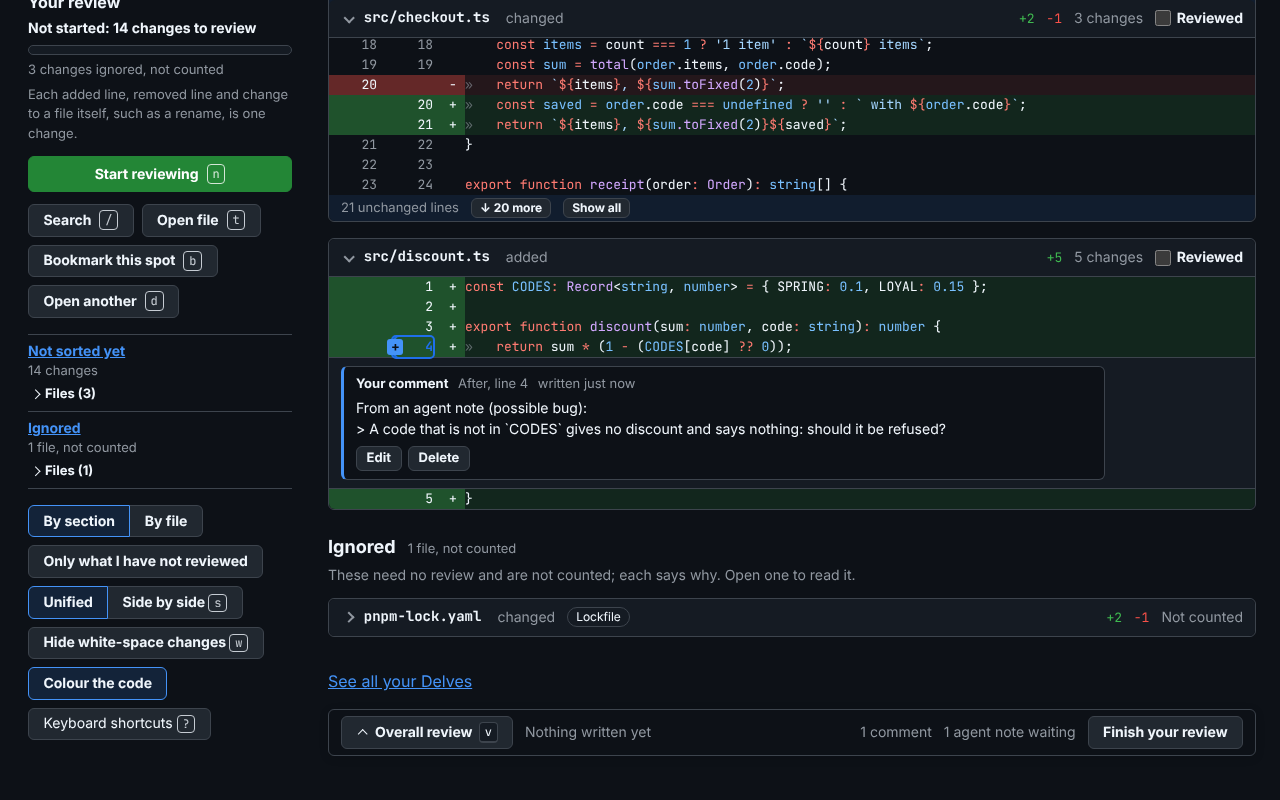 Your review
Not started: 14 changes to review
3 changes ignored, not counted
Each added line, removed line and change
to a file itself, such as a rename, is one
change.
Start reviewing n
Search / Open file t
Bookmark this spot b
Open another d
Not sorted yet
14 changes
Files (3)
Ignored
1 file, not counted
Files (1)
By section By file
Only what I have not reviewed
Unified Side by side s
Hide white-space changes w
Colour the code
Keyboard shortcuts ?
src/checkout.ts changed +2 -1 3 changes Reviewed
18 18 const items = count === 1 ? '1 item' : `${count} items`;
19 19 const sum = total(order.items, order.code);
20 - » return `${items}, ${sum.toFixed(2)}`;
20 + » const saved = order.code === undefined ? '' : ` with ${order.code}`;
21 + » return `${items}, ${sum.toFixed(2)}${saved}`;
21 22 }
22 23
23 24 export function receipt(order: Order): string[] {
21 unchanged lines ↓ 20 more Show all
src/discount.ts added +5 5 changes Reviewed
1 + const CODES: Record<string, number> = { SPRING: 0.1, LOYAL: 0.15 };
2 +
3 + export function discount(sum: number, code: string): number {
+ 4 + » return sum * (1 - (CODES[code] ?? 0));
Your comment After, line 4 written just now
From an agent note (possible bug):
> A code that is not in `CODES` gives no discount and says nothing: should it be refused?
Edit Delete
5 + }
Ignored 1 file, not counted
These need no review and are not counted; each says why. Open one to read it.
pnpm-lock.yaml changed Lockfile +2 -1 Not counted
See all your Delves
Overall review v Nothing written yet 1 comment 1 agent note waiting Finish your review